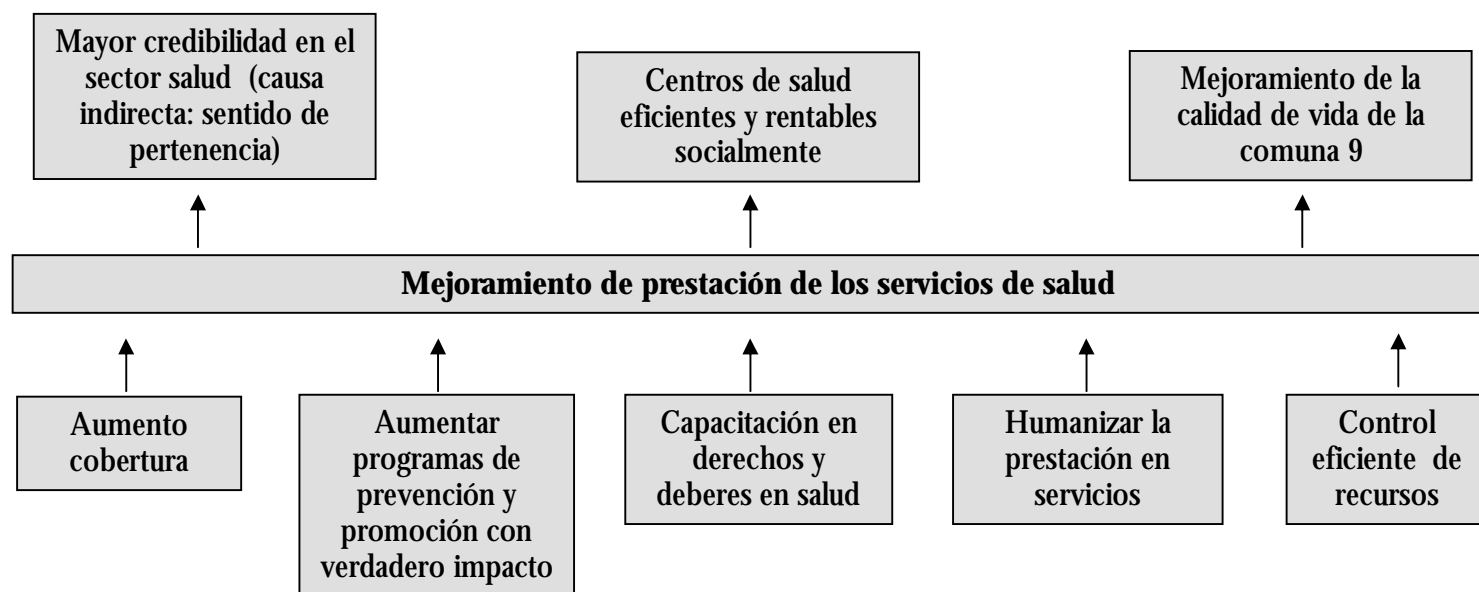 Mayor credibilidad en el
sector salud (causa
indirecta: sentido de
pertenencia)
Centros de salud
eficientes y rentables
socialmente
Mejoramiento de la
calidad de vida de la
comuna 9
Mejoramiento de prestación de los servicios de salud
Aumento
cobertura
Aumentar
programas de
prevención y
promoción con
verdadero impacto
Capacitación en
derechos y
deberes en salud
Humanizar la
prestación en
servicios
Control
eficiente de
recursos